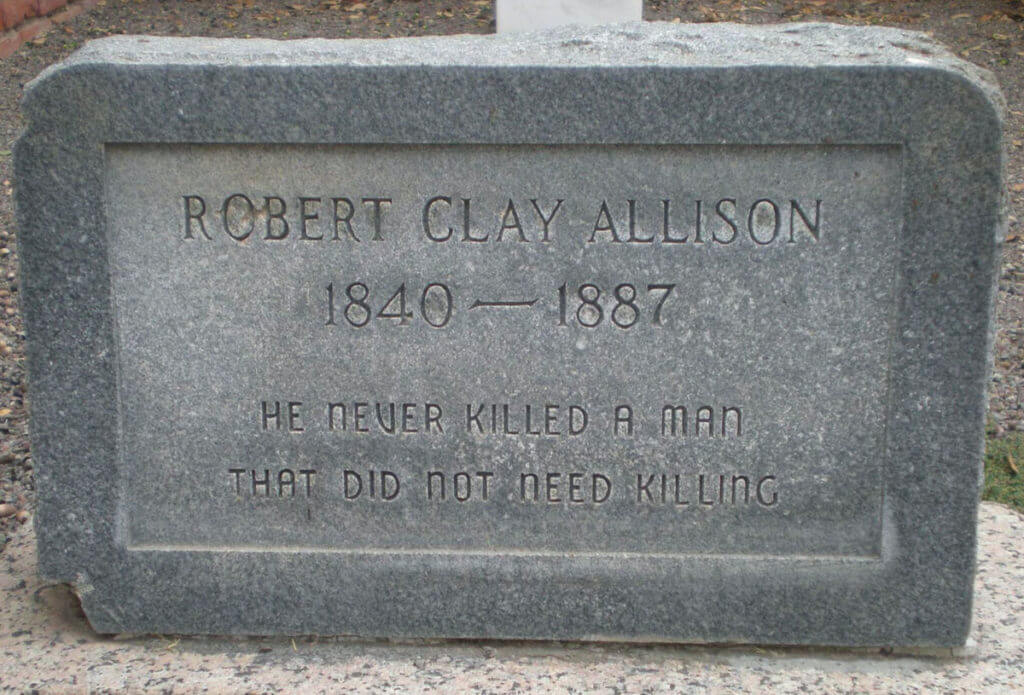 ROBERT CLAY ALLISON
1840 — 1887
HE NEVER KILLED A MAN
THAT DID NOT NEED KILLING